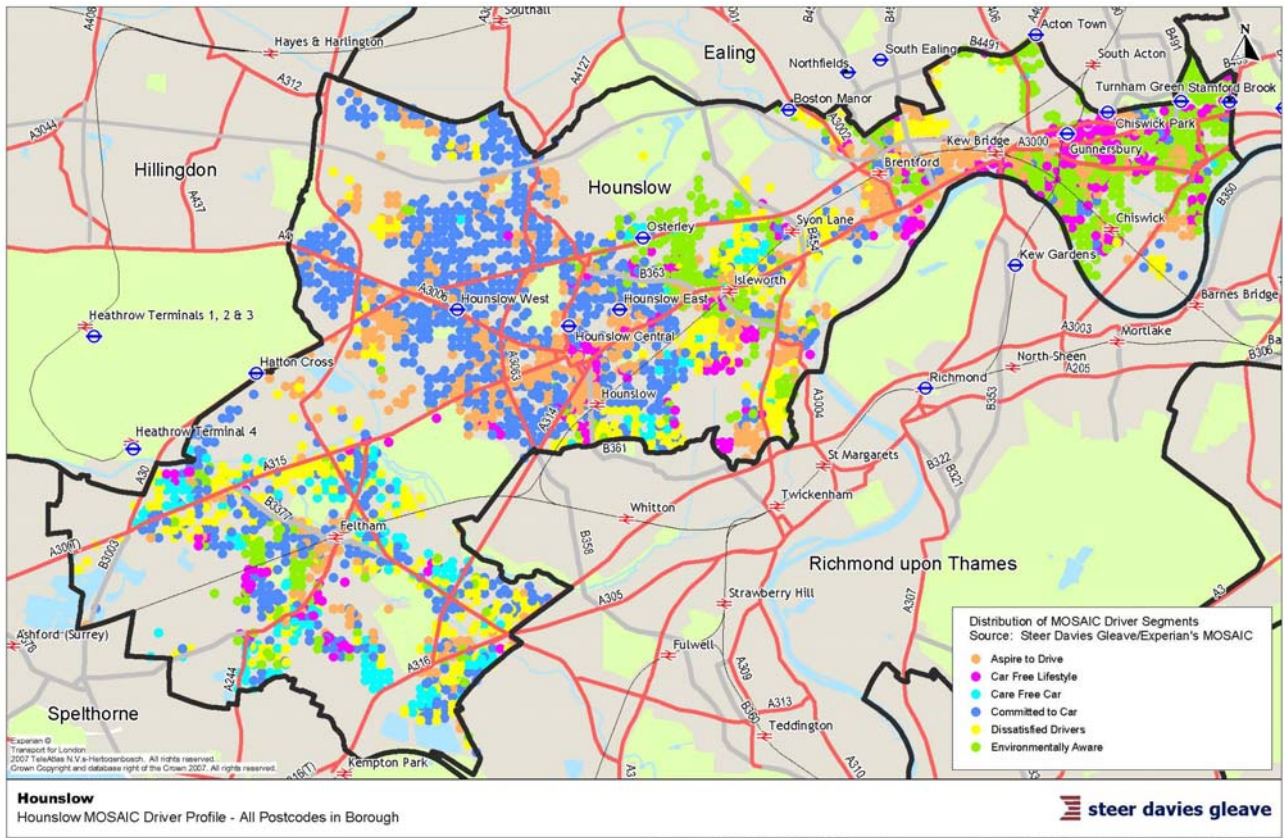 A408
Southall
A4001
A406
B4491
Acton Town
B491
Hayes & Harlington
Ealing
South Ealing
South Acton
N
A312
A4127
Northfields
Turnham Green
Stamford Brook
Boston Manor
A3002
Chiswick Park
A3044
Kew Bridge
A3000
Gunnersbury
Hillingdon
Brentford
Hounslow
B350
A437
Osterley
Syon Lane
Chiswick
A4
B454
B363
Kew Gardens
Isleworth
A3006
Hounslow West
Hounslow East
Barnes Bridge
Heathrow Terminals 1, 2 & 3
Hounslow Central
A3003
Mortlake
North-Sheen
B306
Hatton Cross
A3063
A205
Richmond
B353
Hounslow
A3004
A314
Heathrow Terminal 4
B361
St Margarets
B322
B321
A30
A315
Twickenham
Whitton
B3377
Feltham
B358
Richmond upon Thames
A30(T)
B3003
A305
Strawberry Hill
A307
A3
Ashford (Surrey)
Fulwell
A316
A244
A309
A313
B360
Teddington
Spelthorne
Kempton Park
A310
Distribution of MOSAIC Driver Segments
Source: Steer Davies Gleave/Experian's MOSAIC
Aspire to Drive
Car Free Lifestyle
Care Free Car
Committed to Car
Dissatisfied Drivers
Environmentally Aware
Experian ©
Transport for London
2007 TeleAtlas N.V.s-Hertogenbosch. All rights reserved.
Crown Copyright and database right of the Crown 2007. All rights reserved.
Hounslow
Hounslow MOSAIC Driver Profile - All Postcodes in Borough
steer davies gleave